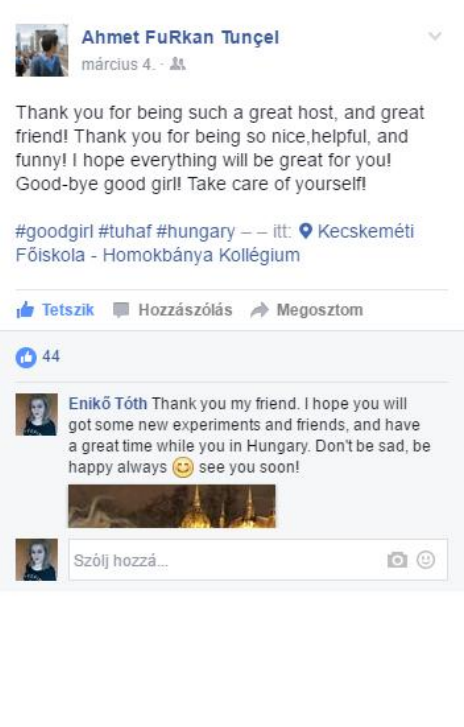 Ahmet FuRkan Tunçel
március 4. ·
Thank you for being such a great host, and great
friend! Thank you for being so nice,helpful, and
funny! I hope everything will be great for you!
Good-bye good girl! Take care of yourself!
#goodgirl #tuhaf #hungary – – itt: Kecskeméti
Főiskola - Homokbánya Kollégium
Tetszik Hozzászólás Megosztom
44
Enikő Tóth Thank you my friend. I hope you will
got some new experiments and friends, and have
a great time while you in Hungary. Don't be sad, be
happy always 😊 see you soon!
Szólj hozzá...